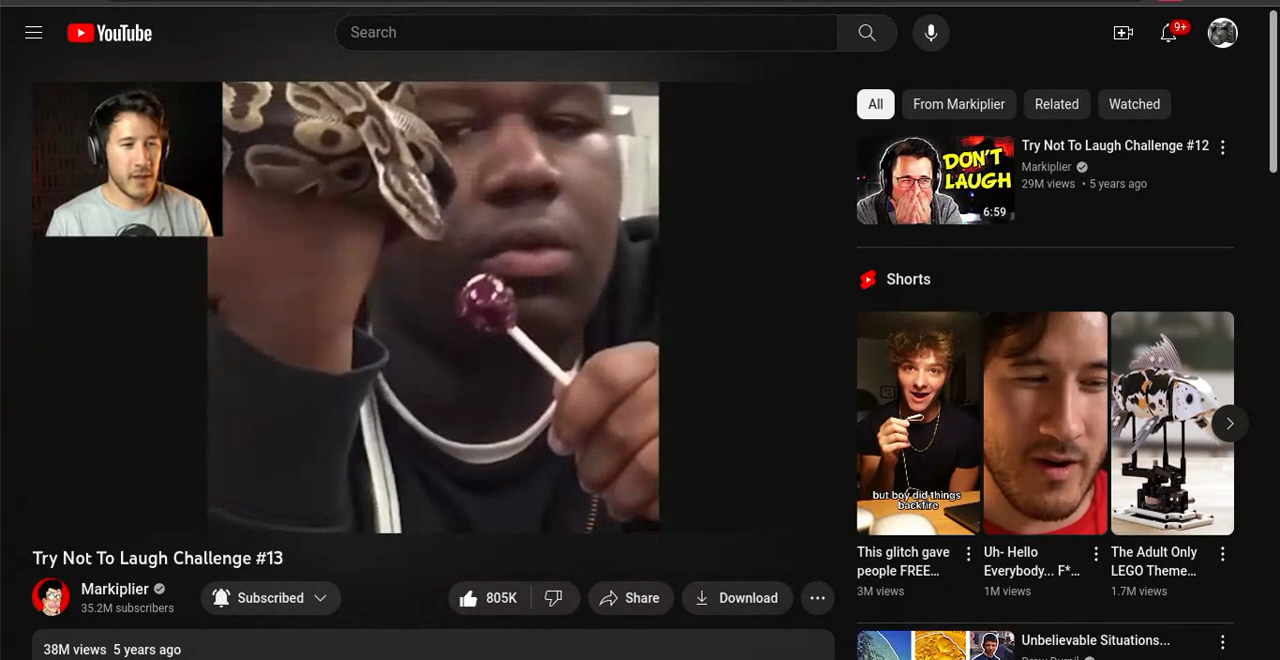 YouTube
Search
9+
All
From Markiplier
Related
Watched
DON'T
LAUGH
6:59
Try Not To Laugh Challenge #12
Markiplier
29M views • 5 years ago
Shorts
but boy did things
backfire
This glitch gave
people FREE...
3M views
Uh- Hello
Everybody... F*...
1M views
The Adult Only
LEGO Theme...
1.7M views
Try Not To Laugh Challenge #13
Markiplier
35.2M subscribers
Subscribed
805K
Share
Download
38M views 5 years ago
Unbelievable Situations...